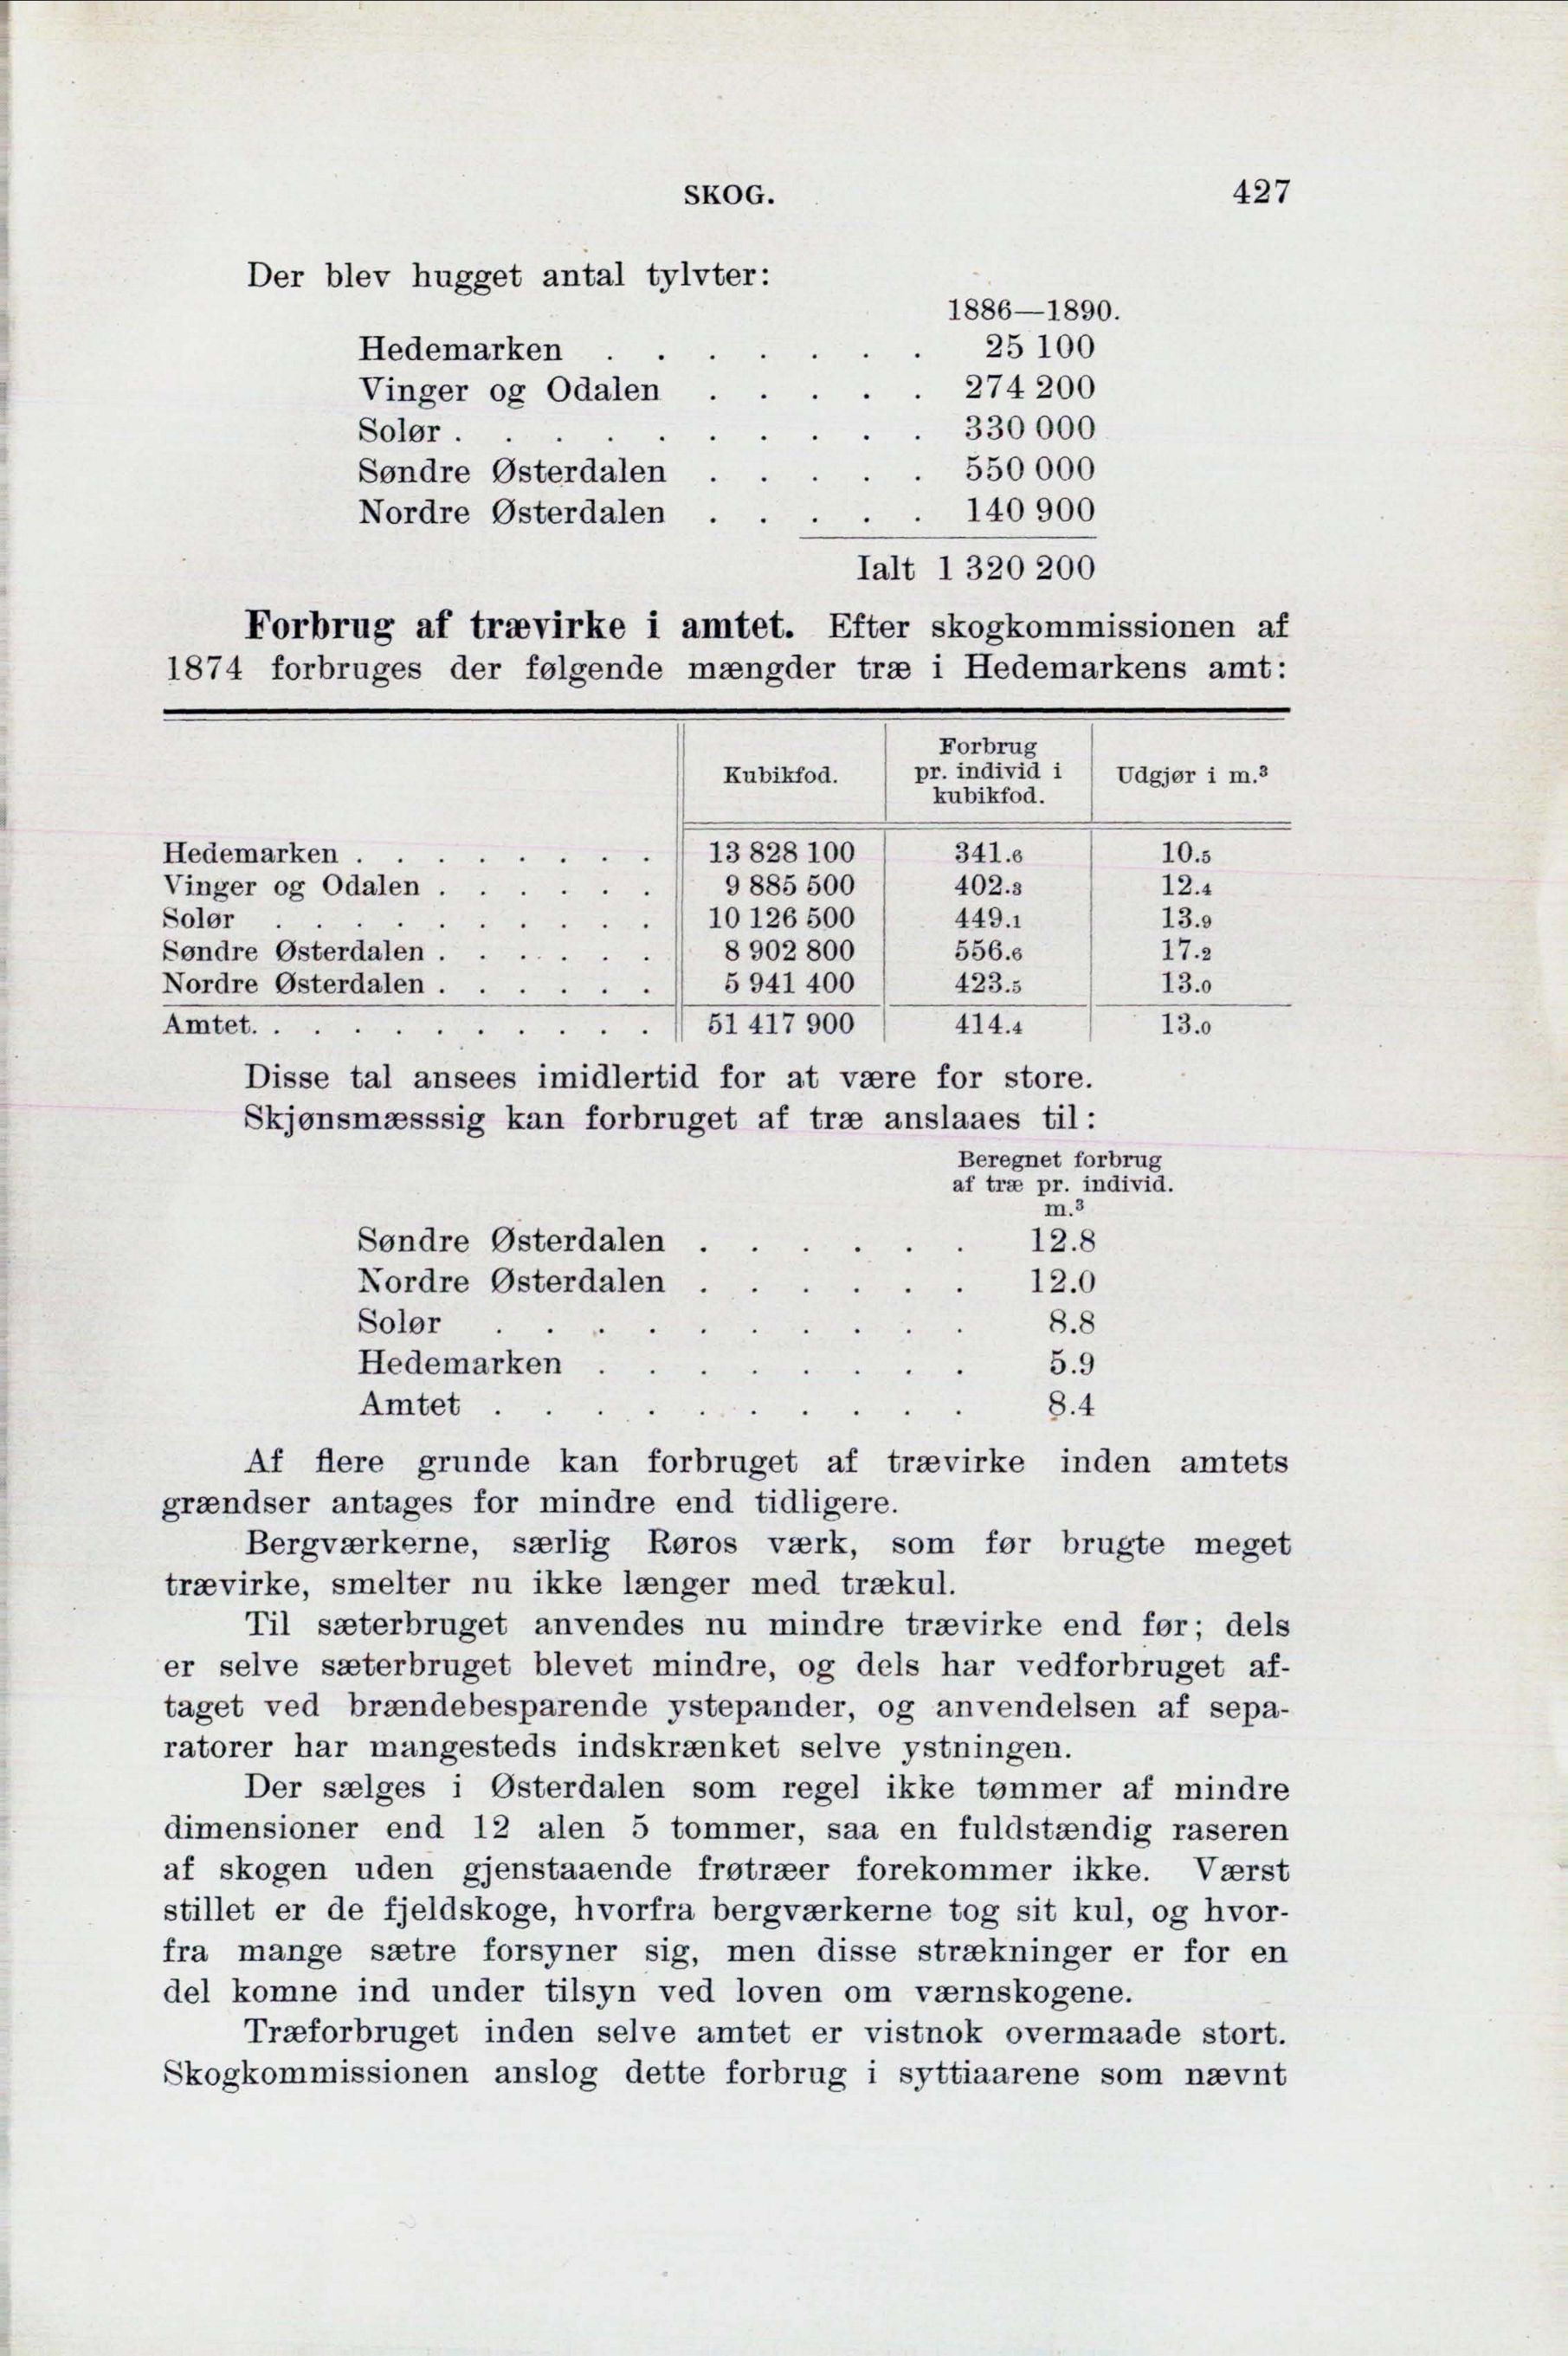 SKOG. 427
Der blev hugget antal tylvter:
1886—1890.
Hedemarken . . . . . . . 25 100
Vinger og Odalen . . . . . 274 200
Solør . . . . . . . . . . 330 000
Søndre Østerdalen . . . . . 550 000
Nordre Østerdalen . . . . . 140 900
Ialt 1 320 200
Forbrug af trævirke i amtet. Efter skogkommissionen af
1874 forbruges der følgende mængder træ i Hedemarkens amt:
Kubikfod. Forbrug pr. individ i kubikfod. Udgjør i m.³
Hedemarken . . . . . . . . 13 828 100 341.6 10.5
Vinger og Odalen . . . . . . 9 885 500 402.3 12.4
Solør . . . . . . . . . . 10 126 500 449.1 13.9
Søndre Østerdalen . . . . . . 8 902 800 556.6 17.2
Nordre Østerdalen . . . . . . 5 941 400 423.5 13.0
Amtet. . . . . . . . . . . 51 417 900 414.4 13.0
Disse tal ansees imidlertid for at være for store.
Skjønsmæsssig kan forbruget af træ anslaaes til:
Beregnet forbrug
af træ pr. individ.
m.³
Søndre Østerdalen . . . . . . 12.8
Nordre Østerdalen . . . . . . 12.0
Solør . . . . . . . . . . 8.8
Hedemarken . . . . . . . . 5.9
Amtet . . . . . . . . . . 8.4
Af flere grunde kan forbruget af trævirke inden amtets
grændser antages for mindre end tidligere.
Bergværkerne, særlig Røros værk, som før brugte meget
trævirke, smelter nu ikke længer med trækul.
Til sæterbruget anvendes nu mindre trævirke end før; dels
er selve sæterbruget blevet mindre, og dels har vedforbruget af-
taget ved brændebesparende ystepander, og anvendelsen af sepa-
ratorer har mangesteds indskrænket selve ystningen.
Der sælges i Østerdalen som regel ikke tømmer af mindre
dimensioner end 12 alen 5 tommer, saa en fuldstændig raseren
af skogen uden gjenstaaende frøtræer forekommer ikke. Værst
stillet er de fjeldskoge, hvorfra bergværkerne tog sit kul, og hvor-
fra mange sætre forsyner sig, men disse strækninger er for en
del komne ind under tilsyn ved loven om værnskogene.
Træforbruget inden selve amtet er vistnok overmaade stort.
Skogkommissionen anslog dette forbrug i syttiaarene som nævnt